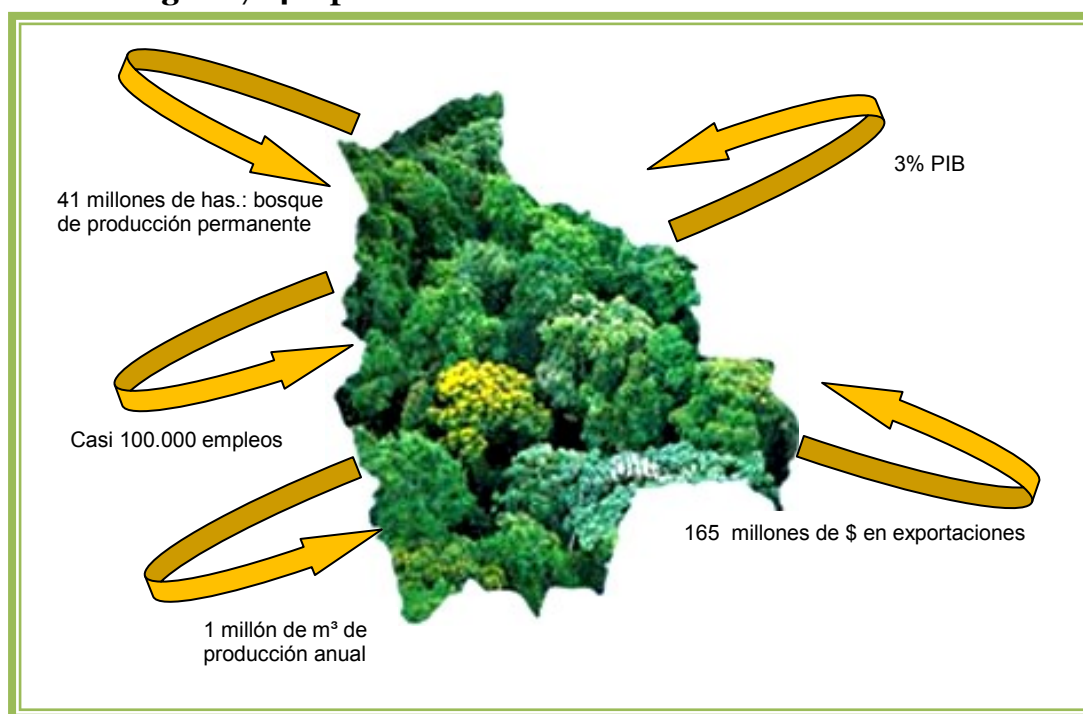 41 millones de has.: bosque
de producción permanente
3% PIB
Casi 100.000 empleos
165 millones de $ en exportaciones
1 millón de m³ de
producción anual